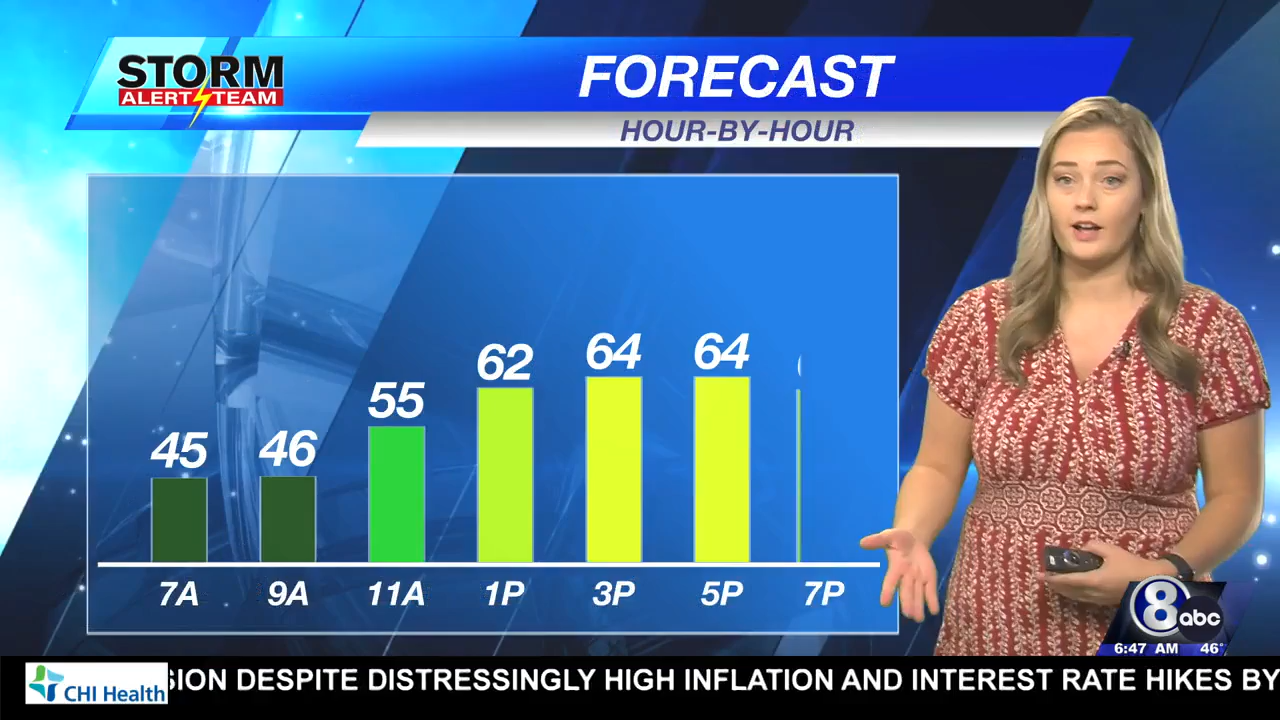 STORM
ALERT TEAM
FORECAST
HOUR-BY-HOUR
45 46 55 62 64 64
7A 9A 11A 1P 3P 5P 7P
8 abc
6:47 AM 46°
CHI Health
DESPITE DISTRESSINGLY HIGH INFLATION AND INTEREST RATE HIKES BY